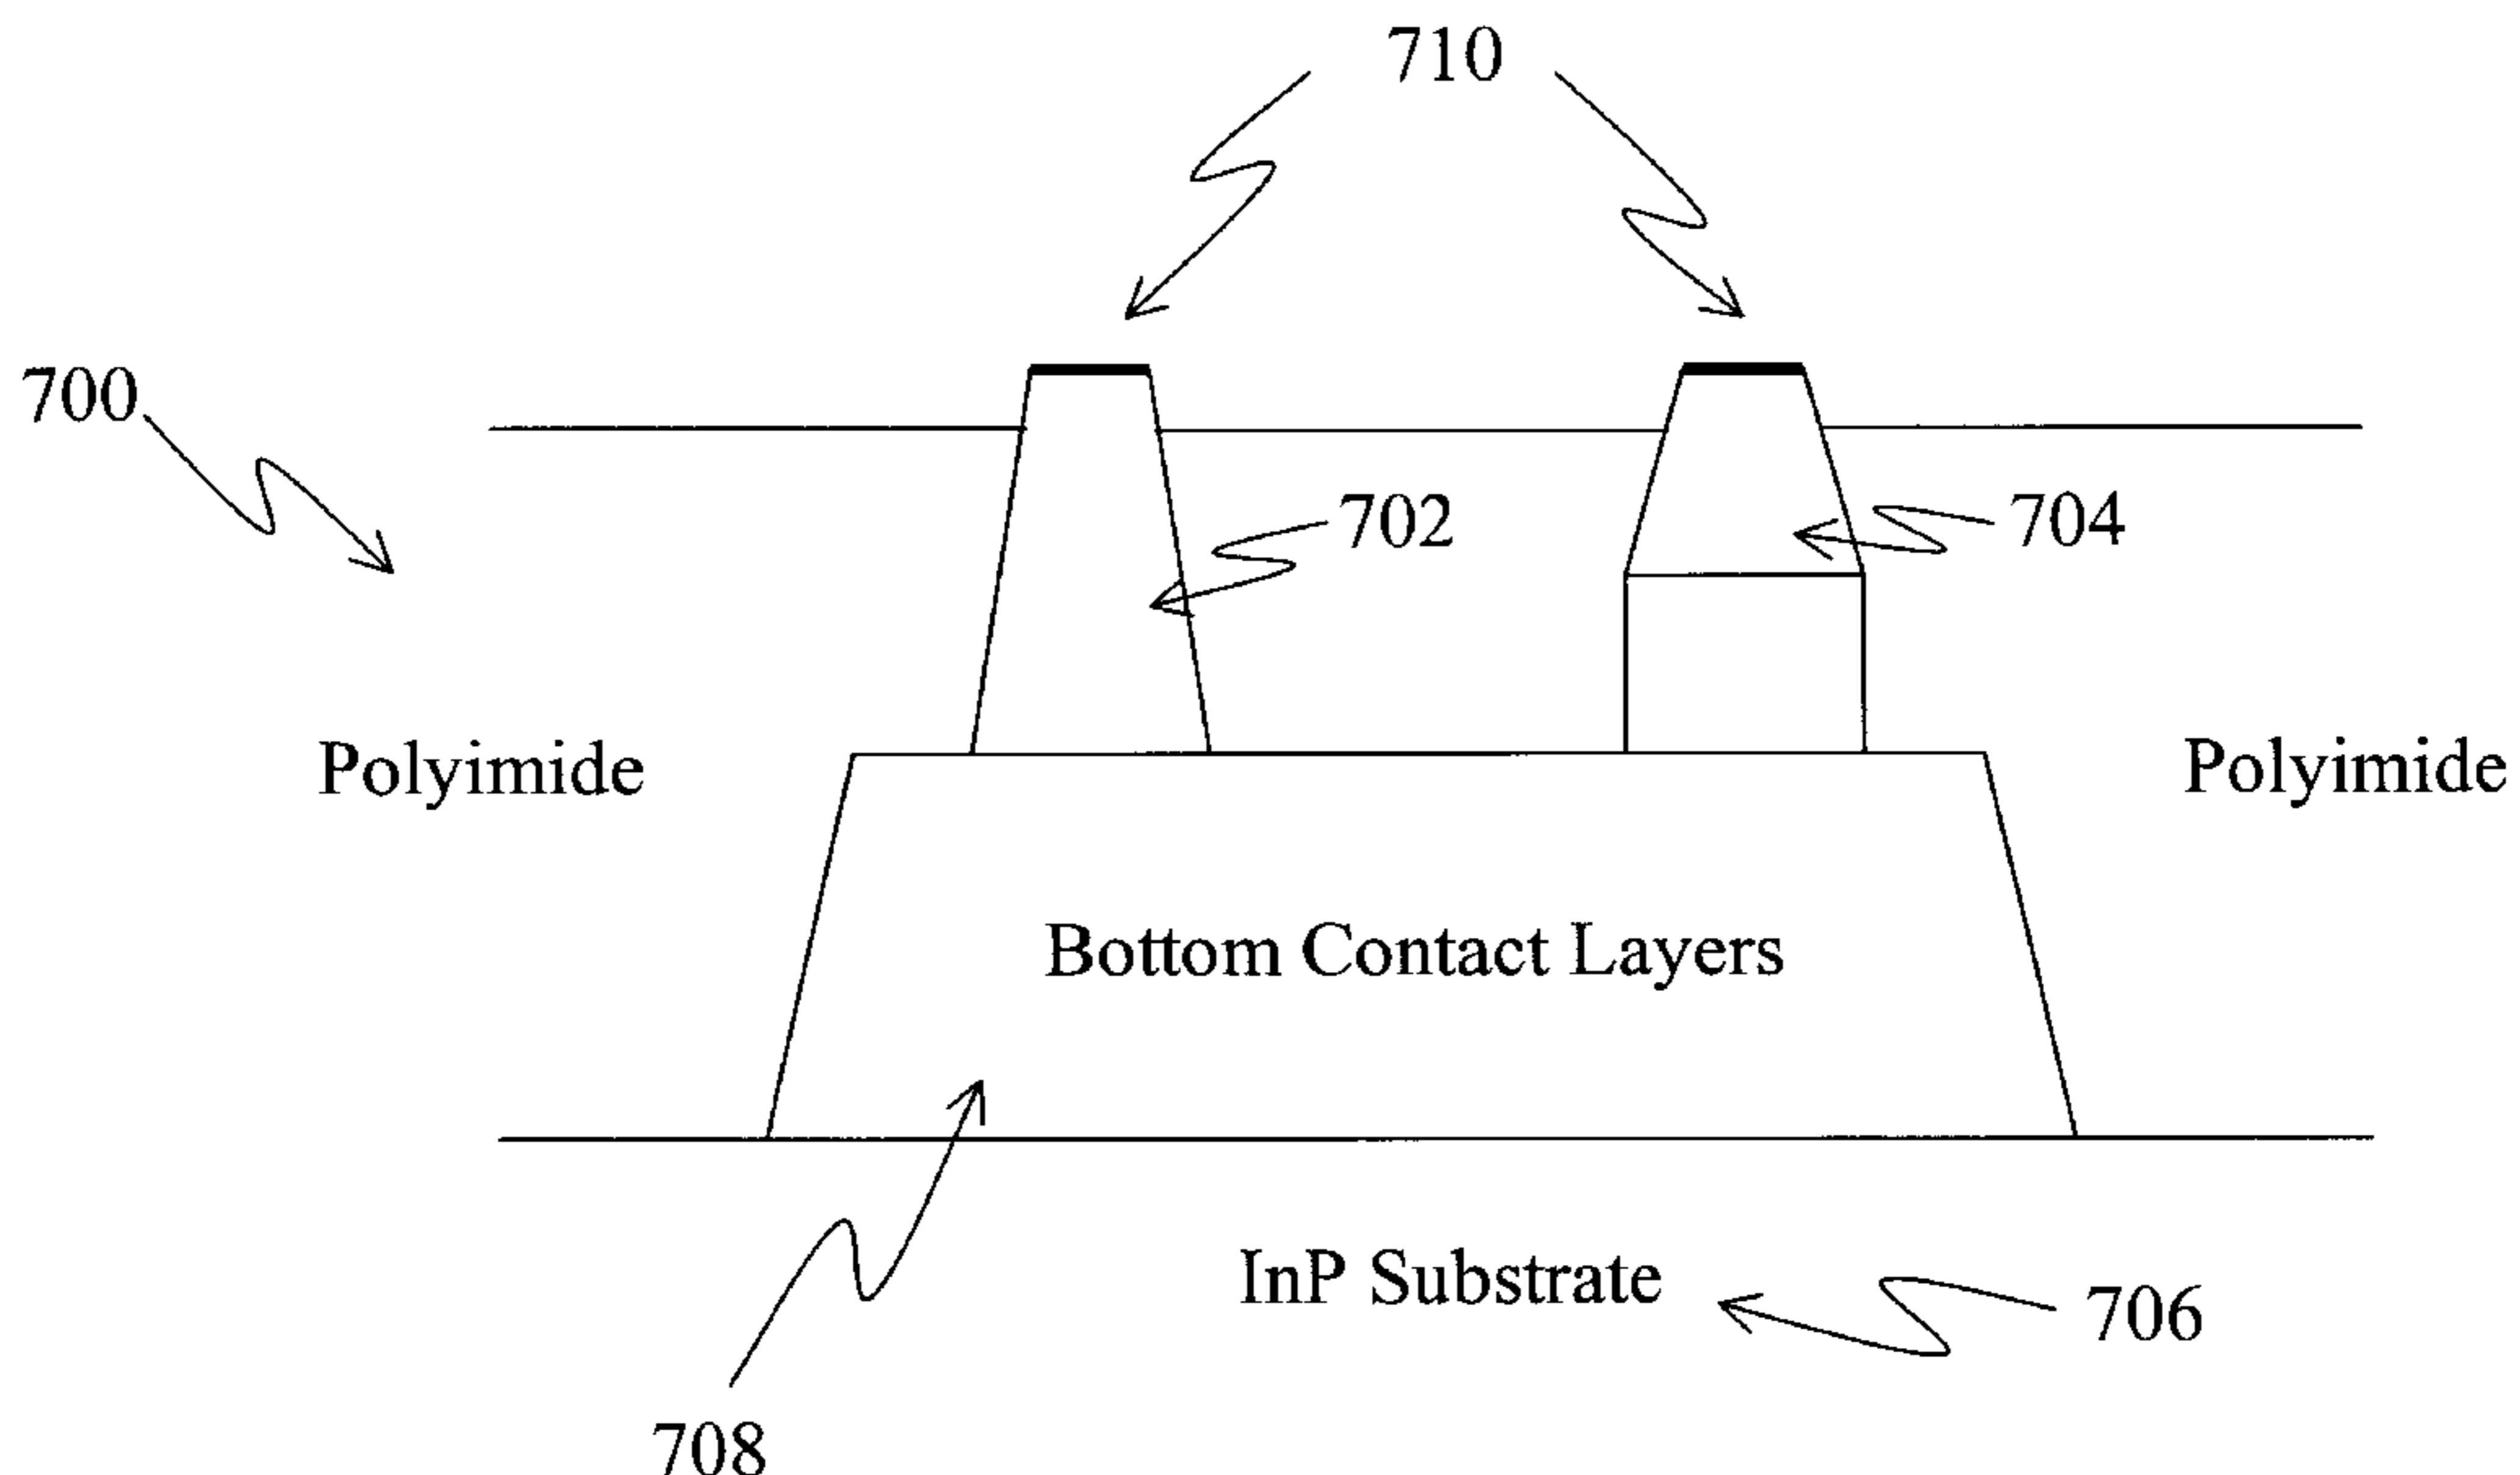 710
700
702
704
Polyimide
Polyimide
Bottom Contact Layers
InP Substrate
706
708